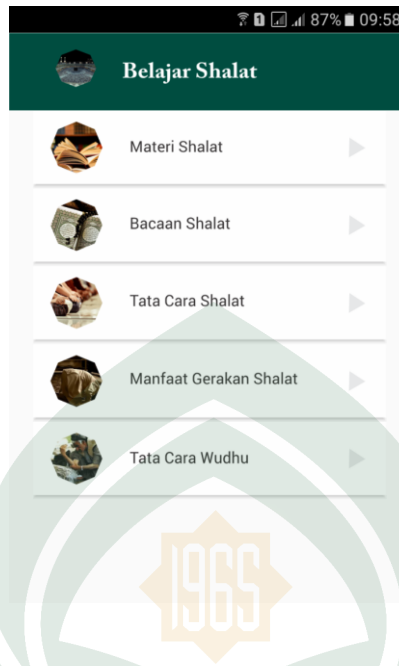 1 87% 09:58
Belajar Shalat
Materi Shalat
Bacaan Shalat
Tata Cara Shalat
Manfaat Gerakan Shalat
Tata Cara Wudhu
1965